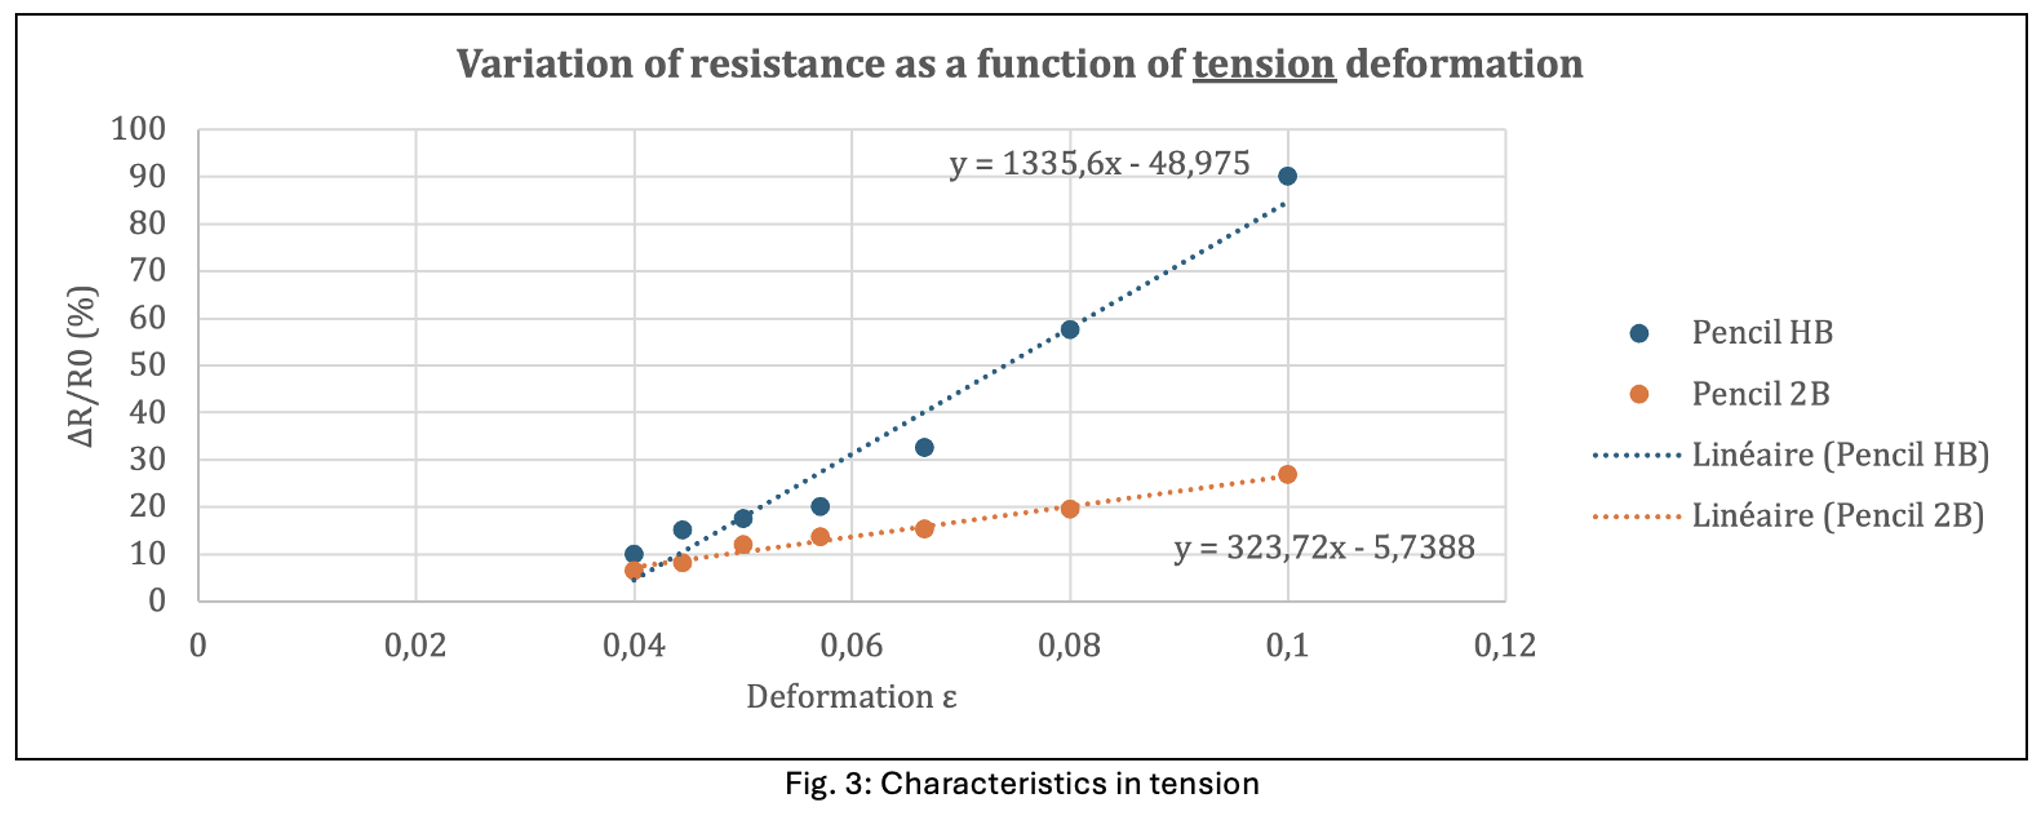 Variation of resistance as a function of tension deformation
100
90
80
70
60
50
40
30
20
10
0
ΔR/R0 (%)
y = 1335,6x - 48,975
y = 323,72x - 5,7388
0 0,02 0,04 0,06 0,08 0,1 0,12
Deformation ε
Pencil HB
Pencil 2B
Linéaire (Pencil HB)
Linéaire (Pencil 2B)
Fig. 3: Characteristics in tension